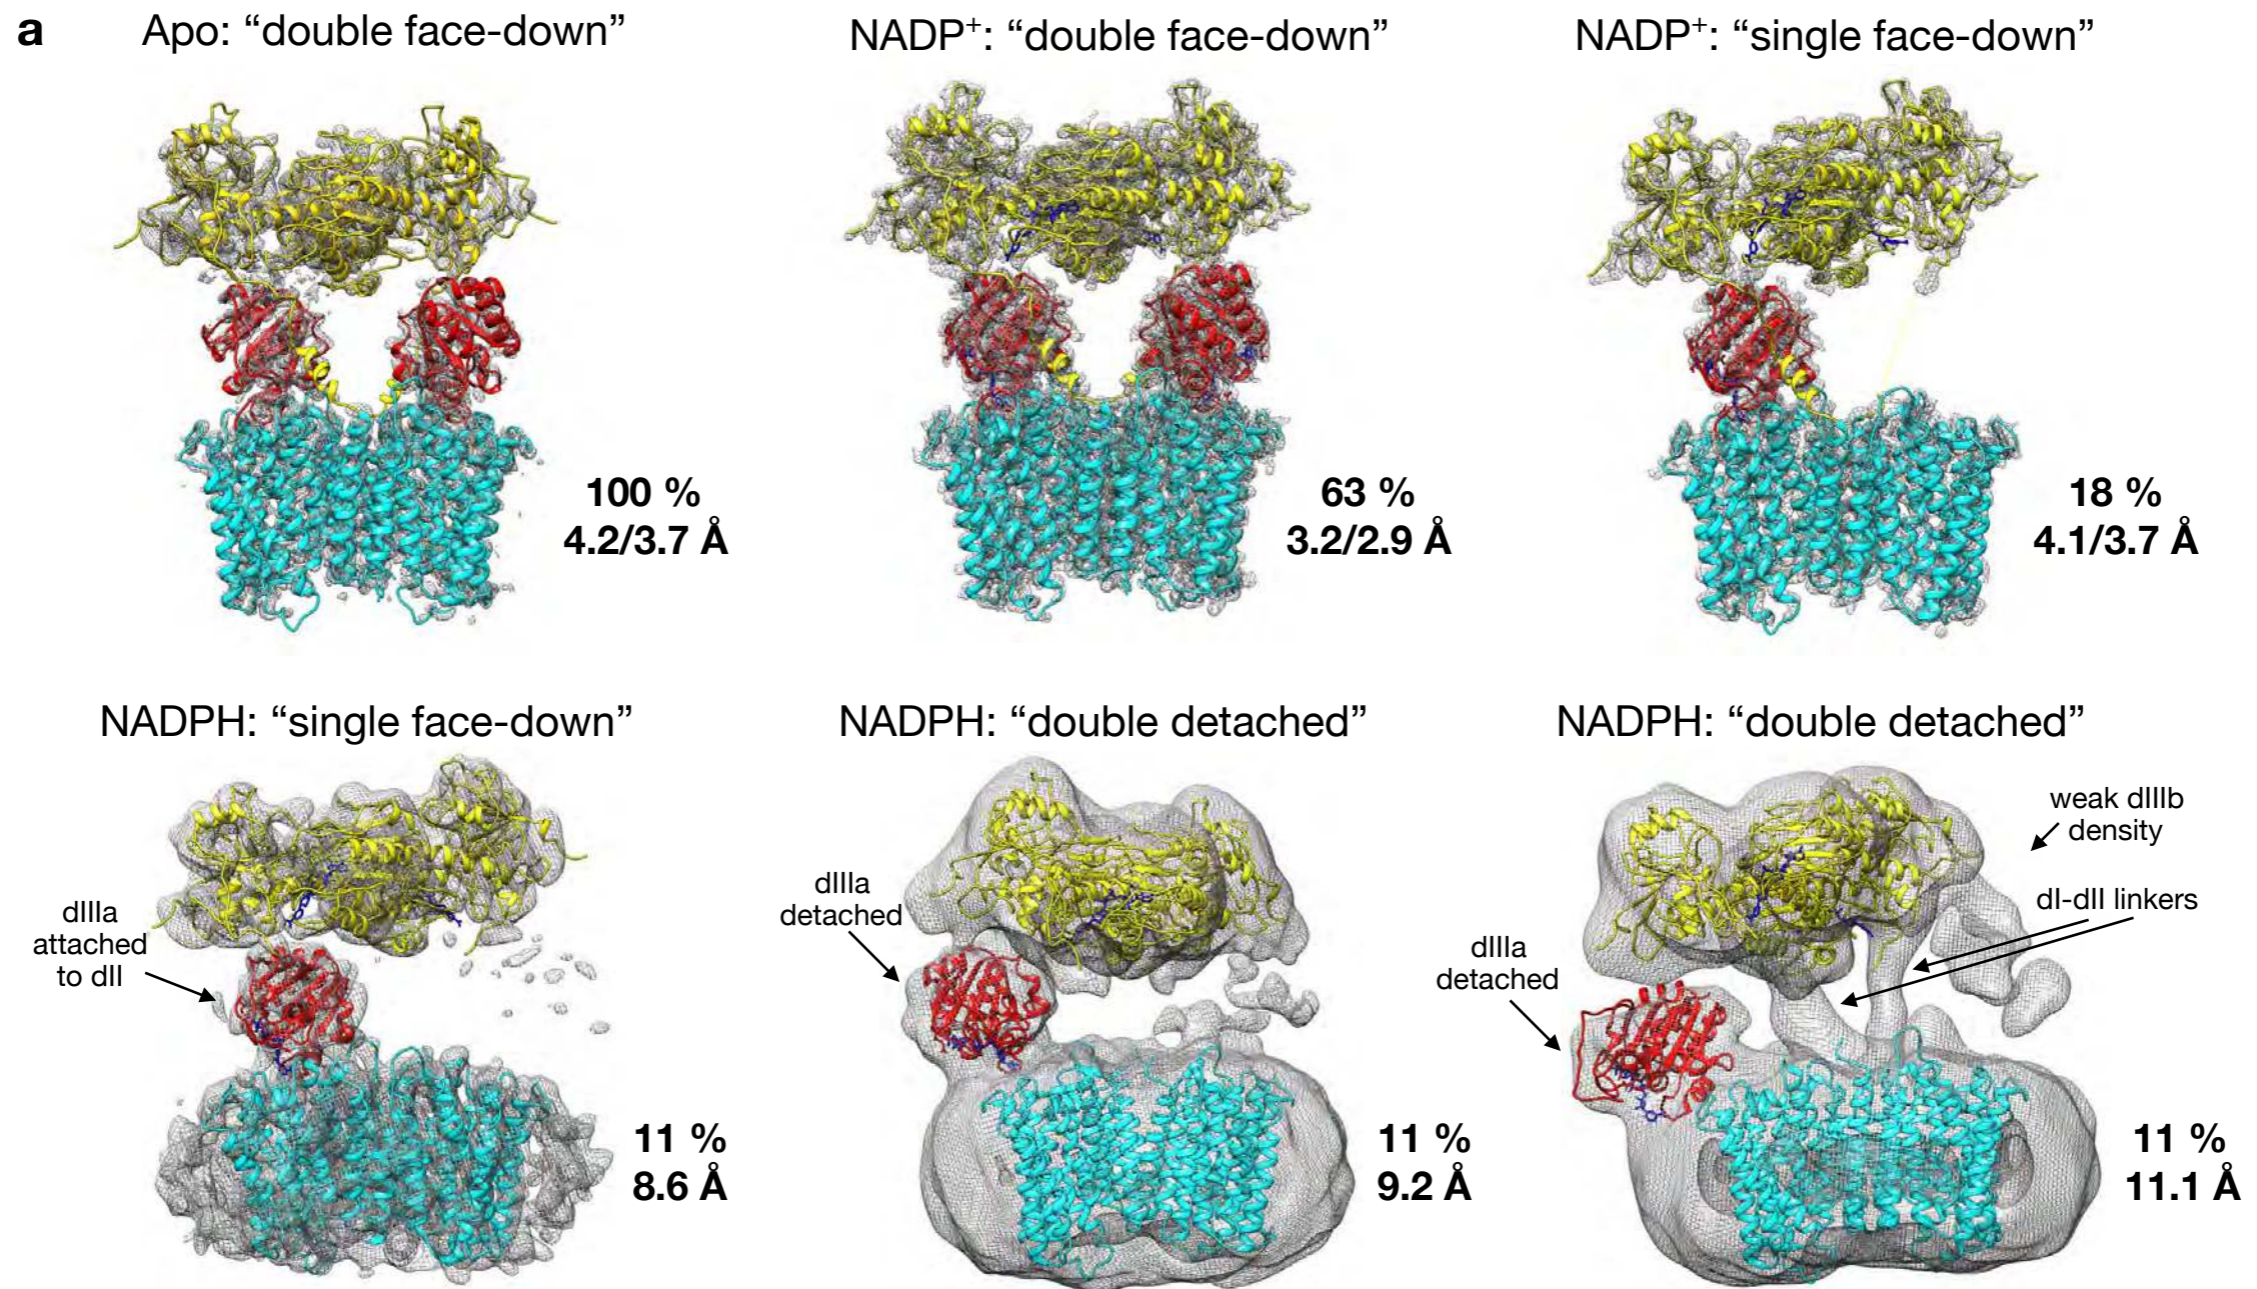 a
Apo: “double face-down”
NADP⁺: “double face-down”
NADP⁺: “single face-down”
100 %
4.2/3.7 Å
63 %
3.2/2.9 Å
18 %
4.1/3.7 Å
NADPH: “single face-down”
NADPH: “double detached”
NADPH: “double detached”
dIIIa
attached
to dII
11 %
8.6 Å
dIIIa
detached
11 %
9.2 Å
weak dIIIb
density
dI-dII linkers
dIIIa
detached
11 %
11.1 Å